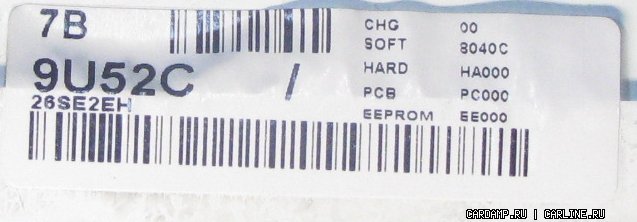 7B
CHG 00
SOFT 8040C
9U52C / HARD HA000
26SE2EH PCB PC000
EEPROM EE000
CARDAMP.RU | CARLINE.RU